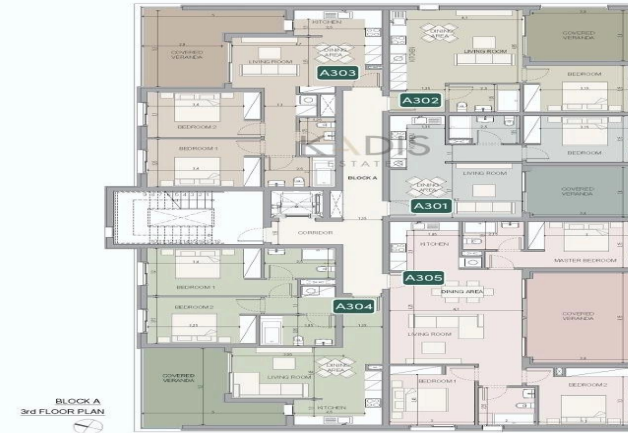 KITCHEN
COVERED
VERANDA
DINING
AREA
LIVING ROOM
A303
DINING
AREA
KITCHEN
LIVING ROOM
COVERED
VERANDA
A302
BEDROOM
BEDROOM 2
BEDROOM 1
KADIS
ESTATES
BLOCK A
BEDROOM
LIVING ROOM
DINING
AREA
COVERED
VERANDA
A301
CORRIDOR
KITCHEN
MASTER BEDROOM
A305
DINING AREA
BEDROOM 1
BEDROOM 2
A304
COVERED
VERANDA
LIVING ROOM
COVERED
VERANDA
LIVING ROOM
DINING
AREA
KITCHEN
BEDROOM 1
BEDROOM 2
BLOCK A
3rd FLOOR PLAN